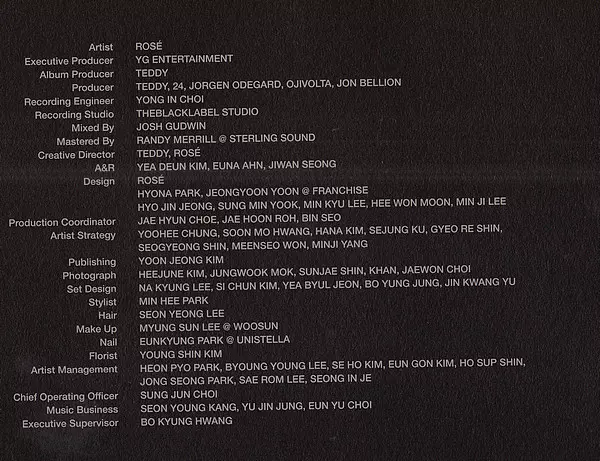 Artist ROSÉ
Executive Producer YG ENTERTAINMENT
Album Producer TEDDY
Producer TEDDY, 24, JORGEN ODEGARD, OJIVOLTA, JON BELLION
Recording Engineer YONG IN CHOI
Recording Studio THEBLACKLABEL STUDIO
Mixed By JOSH GUDWIN
Mastered By RANDY MERRILL @ STERLING SOUND
Creative Director TEDDY, ROSÉ
A&R YEA DEUN KIM, EUNA AHN, JIWAN SEONG
Design ROSÉ
HYONA PARK, JEONGYOON YOON @ FRANCHISE
HYO JIN JEONG, SUNG MIN YOOK, MIN KYU LEE, HEE WON MOON, MIN JI LEE
Production Coordinator JAE HYUN CHOE, JAE HOON ROH, BIN SEO
Artist Strategy YOOHEE CHUNG, SOON MO HWANG, HANA KIM, SEJUNG KU, GYEO RE SHIN,
SEOGYEONG SHIN, MEENSEO WON, MINJI YANG
Publishing YOON JEONG KIM
Photograph HEEJUNE KIM, JUNGWOOK MOK, SUNJAE SHIN, KHAN, JAEWON CHOI
Set Design NA KYUNG LEE, SI CHUN KIM, YEA BYUL JEON, BO YUNG JUNG, JIN KWANG YU
Stylist MIN HEE PARK
Hair SEON YEONG LEE
Make Up MYUNG SUN LEE @ WOOSUN
Nail EUNKYUNG PARK @ UNISTELLA
Florist YOUNG SHIN KIM
Artist Management HEON PYO PARK, BYOUNG YOUNG LEE, SE HO KIM, EUN GON KIM, HO SUP SHIN,
JONG SEONG PARK, SAE ROM LEE, SEONG IN JE
Chief Operating Officer SUNG JUN CHOI
Music Business SEON YOUNG KANG, YU JIN JUNG, EUN YU CHOI
Executive Supervisor BO KYUNG HWANG